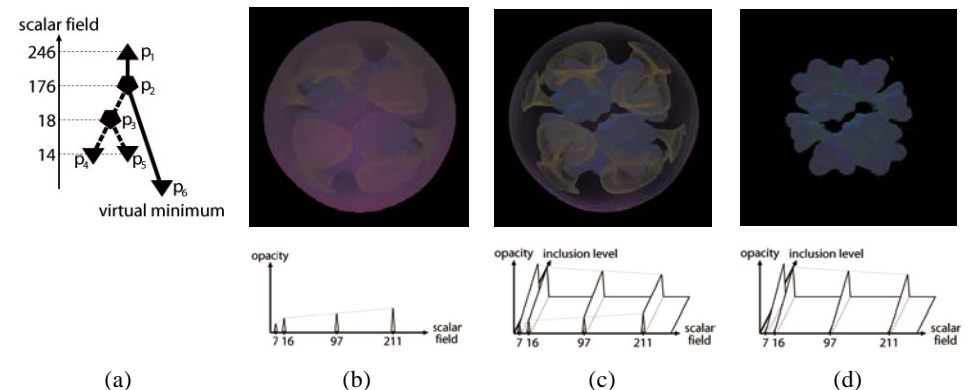 scalar field
246
p1
176
p2
18
p3
14
p4
p5
p6
virtual minimum
opacity
scalar
field
7 16 97 211
opacity inclusion level
scalar
field
7 16 97 211
opacity inclusion level
scalar
field
7 16 97 211
(a) (b) (c) (d)